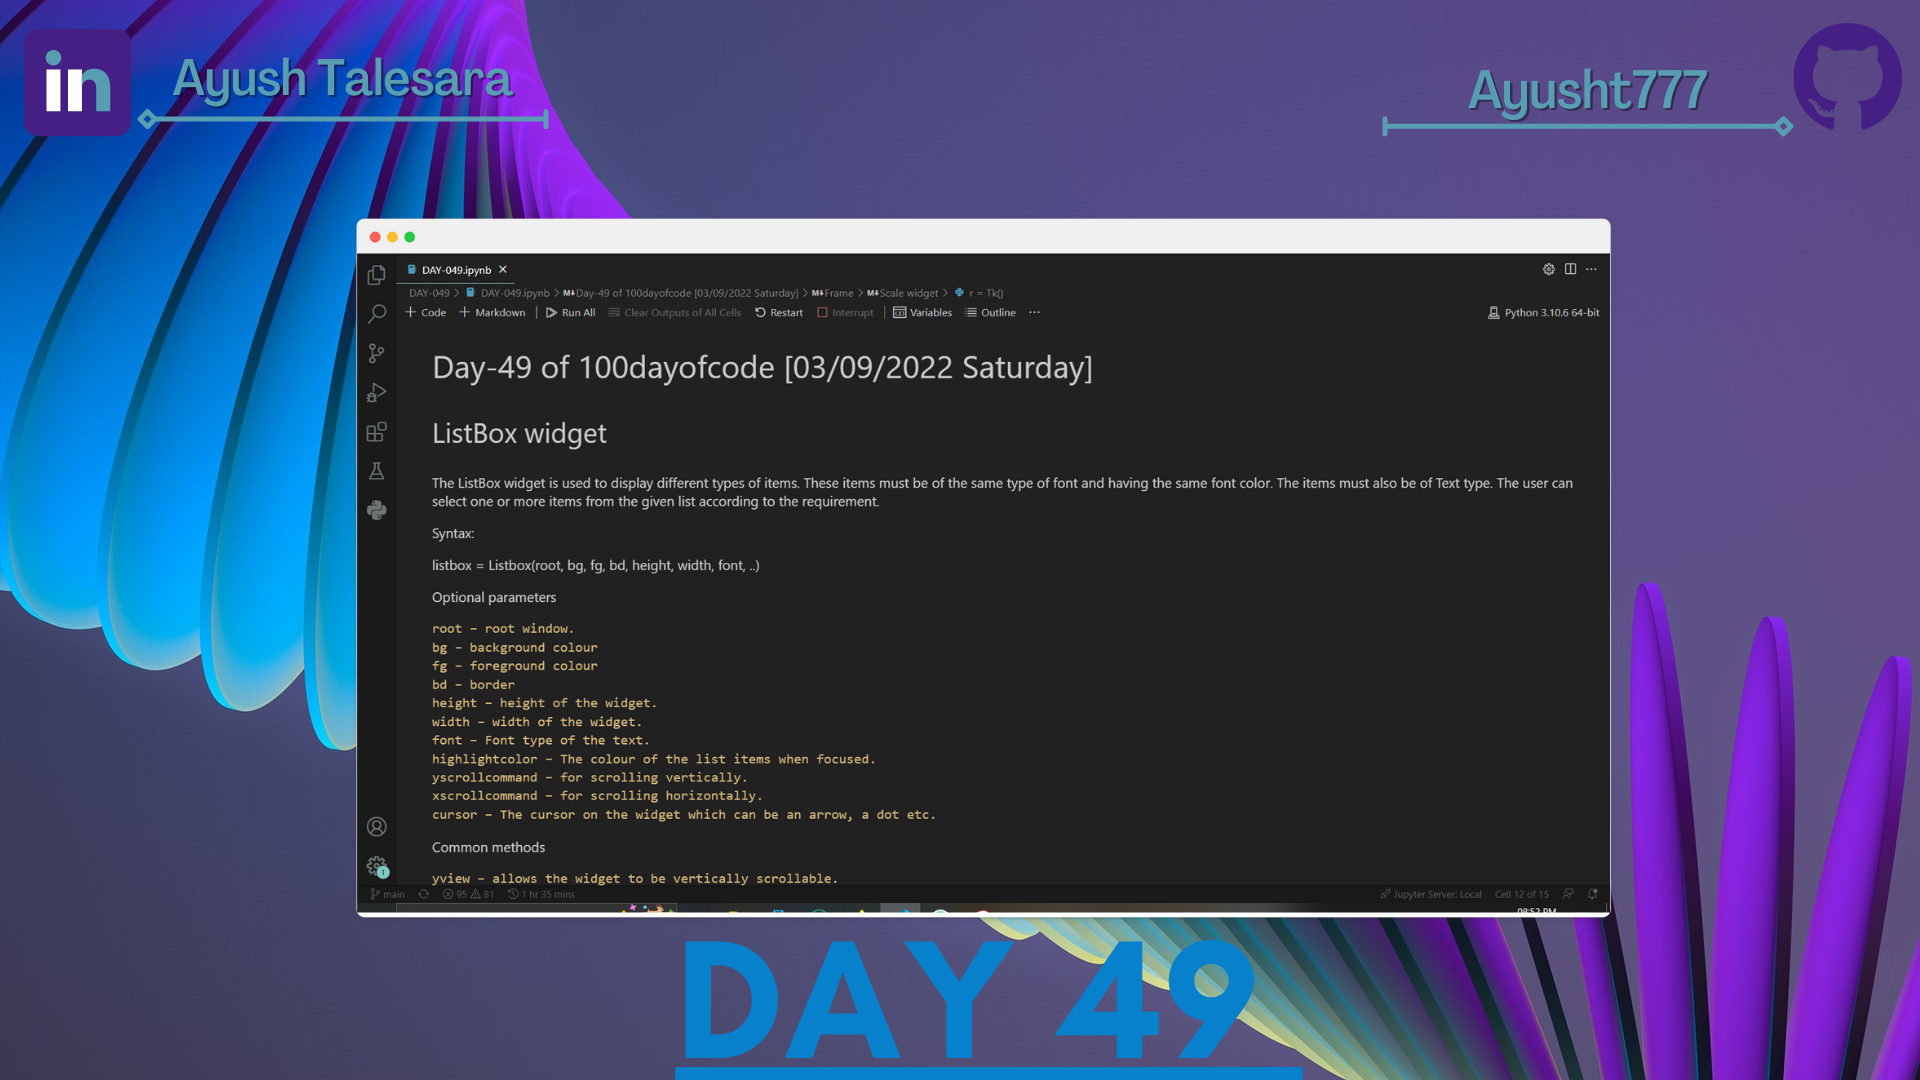 in
Ayush Talesara
Ayusht777
DAY-049.ipynb
DAY-049 > DAY-049.ipynb > M↓Day-49 of 100dayofcode [03/09/2022 Saturday] > M↓Frame > M↓Scale widget > r = Tk()
+ Code + Markdown | Run All Clear Outputs of All Cells Restart Interrupt | Variables Outline ... Python 3.10.6 64-bit
Day-49 of 100dayofcode [03/09/2022 Saturday]
ListBox widget
The ListBox widget is used to display different types of items. These items must be of the same type of font and having the same font color. The items must also be of Text type. The user can
select one or more items from the given list according to the requirement.
Syntax:
listbox = Listbox(root, bg, fg, bd, height, width, font, ..)
Optional parameters
root – root window.
bg – background colour
fg – foreground colour
bd – border
height – height of the widget.
width – width of the widget.
font – Font type of the text.
highlightcolor – The colour of the list items when focused.
yscrollcommand – for scrolling vertically.
xscrollcommand – for scrolling horizontally.
cursor – The cursor on the widget which can be an arrow, a dot etc.
Common methods
yview – allows the widget to be vertically scrollable.
1
main 95 81 1 hr 35 mins Jupyter Server: Local Cell 12 of 15
08:52 PM
DAY 49